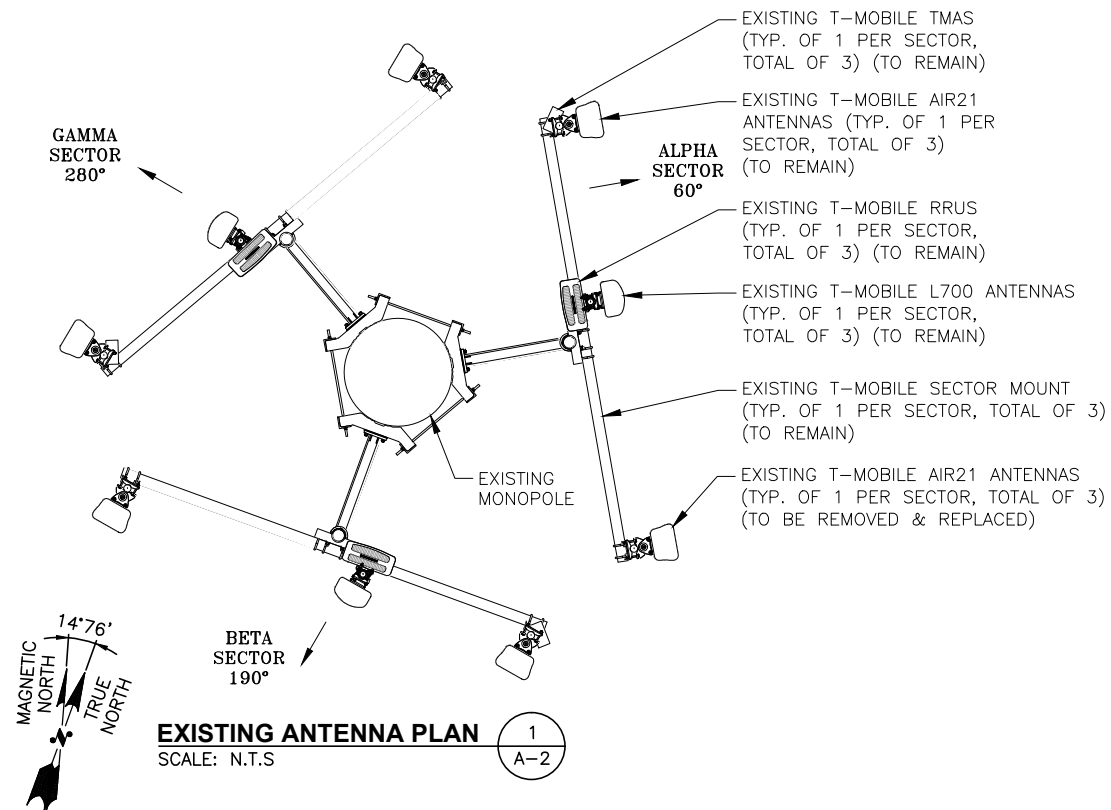 EXISTING T-MOBILE TMAS
(TYP. OF 1 PER SECTOR,
TOTAL OF 3) (TO REMAIN)
EXISTING T-MOBILE AIR21
ANTENNAS (TYP. OF 1 PER
SECTOR, TOTAL OF 3)
(TO REMAIN)
GAMMA
SECTOR
280°
ALPHA
SECTOR
60°
EXISTING T-MOBILE RRUS
(TYP. OF 1 PER SECTOR,
TOTAL OF 3) (TO REMAIN)
EXISTING T-MOBILE L700 ANTENNAS
(TYP. OF 1 PER SECTOR,
TOTAL OF 3) (TO REMAIN)
EXISTING T-MOBILE SECTOR MOUNT
(TYP. OF 1 PER SECTOR, TOTAL OF 3)
(TO REMAIN)
EXISTING
MONOPOLE
EXISTING T-MOBILE AIR21 ANTENNAS
(TYP. OF 1 PER SECTOR, TOTAL OF 3)
(TO BE REMOVED & REPLACED)
BETA
SECTOR
190°
14°76'
MAGNETIC
NORTH
TRUE
NORTH
N
EXISTING ANTENNA PLAN
SCALE: N.T.S
1
A-2